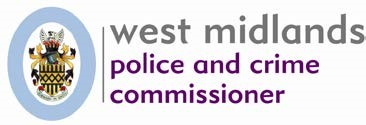 west midlands
police and crime
commissioner